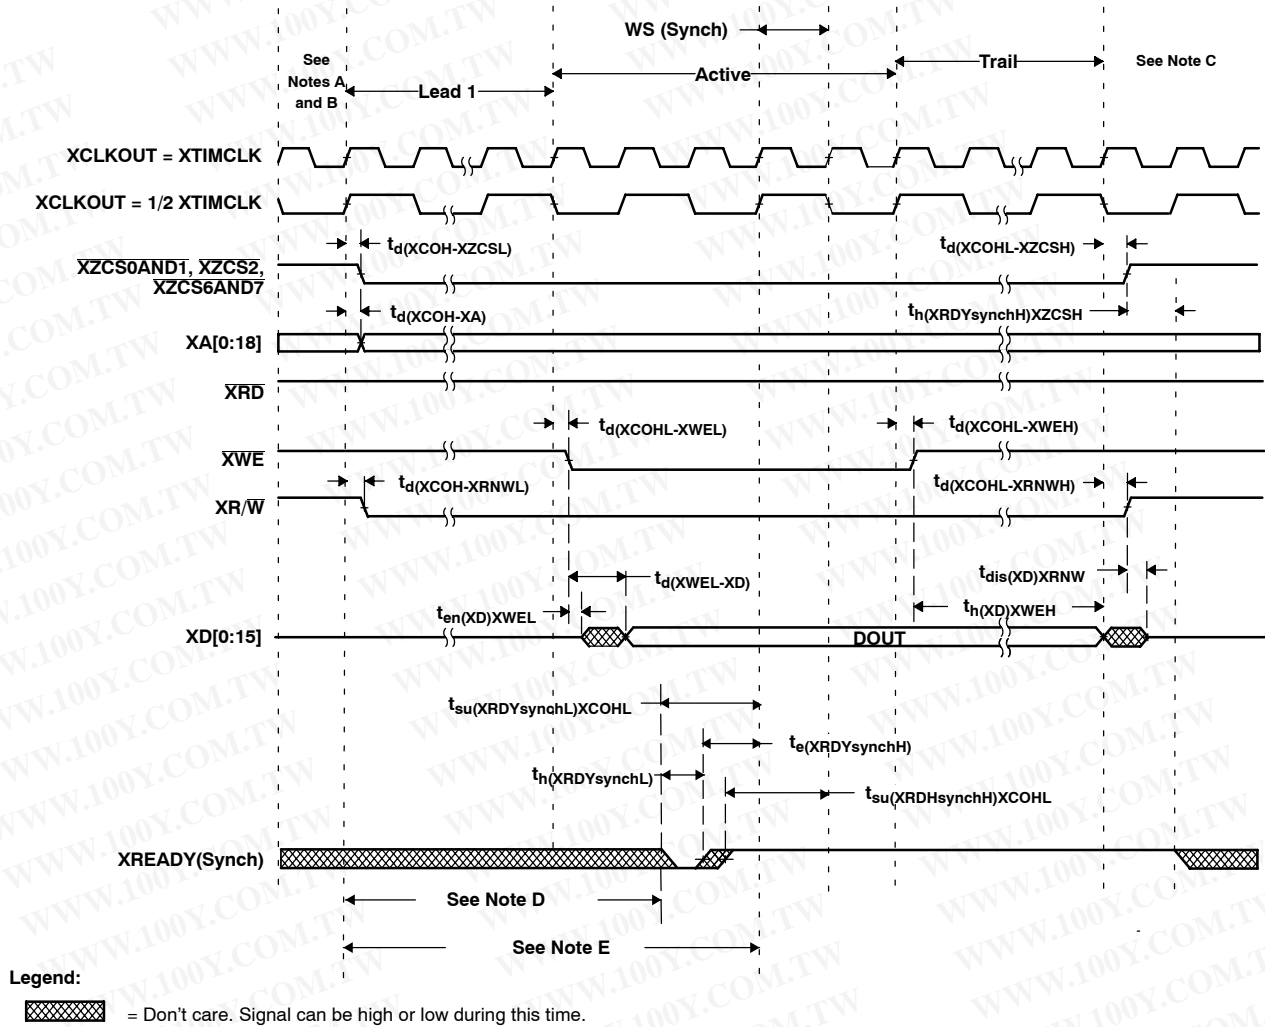 WS (Synch)
See
Notes A
and B
Lead 1
Active
Trail
See Note C
XCLKOUT = XTIMCLK
XCLKOUT = 1/2 XTIMCLK
td(XCOH-XZCSL)
td(XCOHL-XZCSH)
XZCS0AND1, XZCS2,
XZCS6AND7
td(XCOH-XA)
th(XRDYsynchH)XZCSH
XA[0:18]
XRD
td(XCOHL-XWEL)
td(XCOHL-XWEH)
XWE
td(XCOH-XRNWL)
td(XCOHL-XRNWH)
XR/W
td(XWEL-XD)
tdis(XD)XRNW
ten(XD)XWEL
th(XD)XWEH
XD[0:15]
DOUT
tsu(XRDYsynchL)XCOHL
te(XRDYsynchH)
th(XRDYsynchL)
tsu(XRDHsynchH)XCOHL
XREADY(Synch)
See Note D
See Note E
Legend:
= Don't care. Signal can be high or low during this time.
WWW.100Y.COM.TW